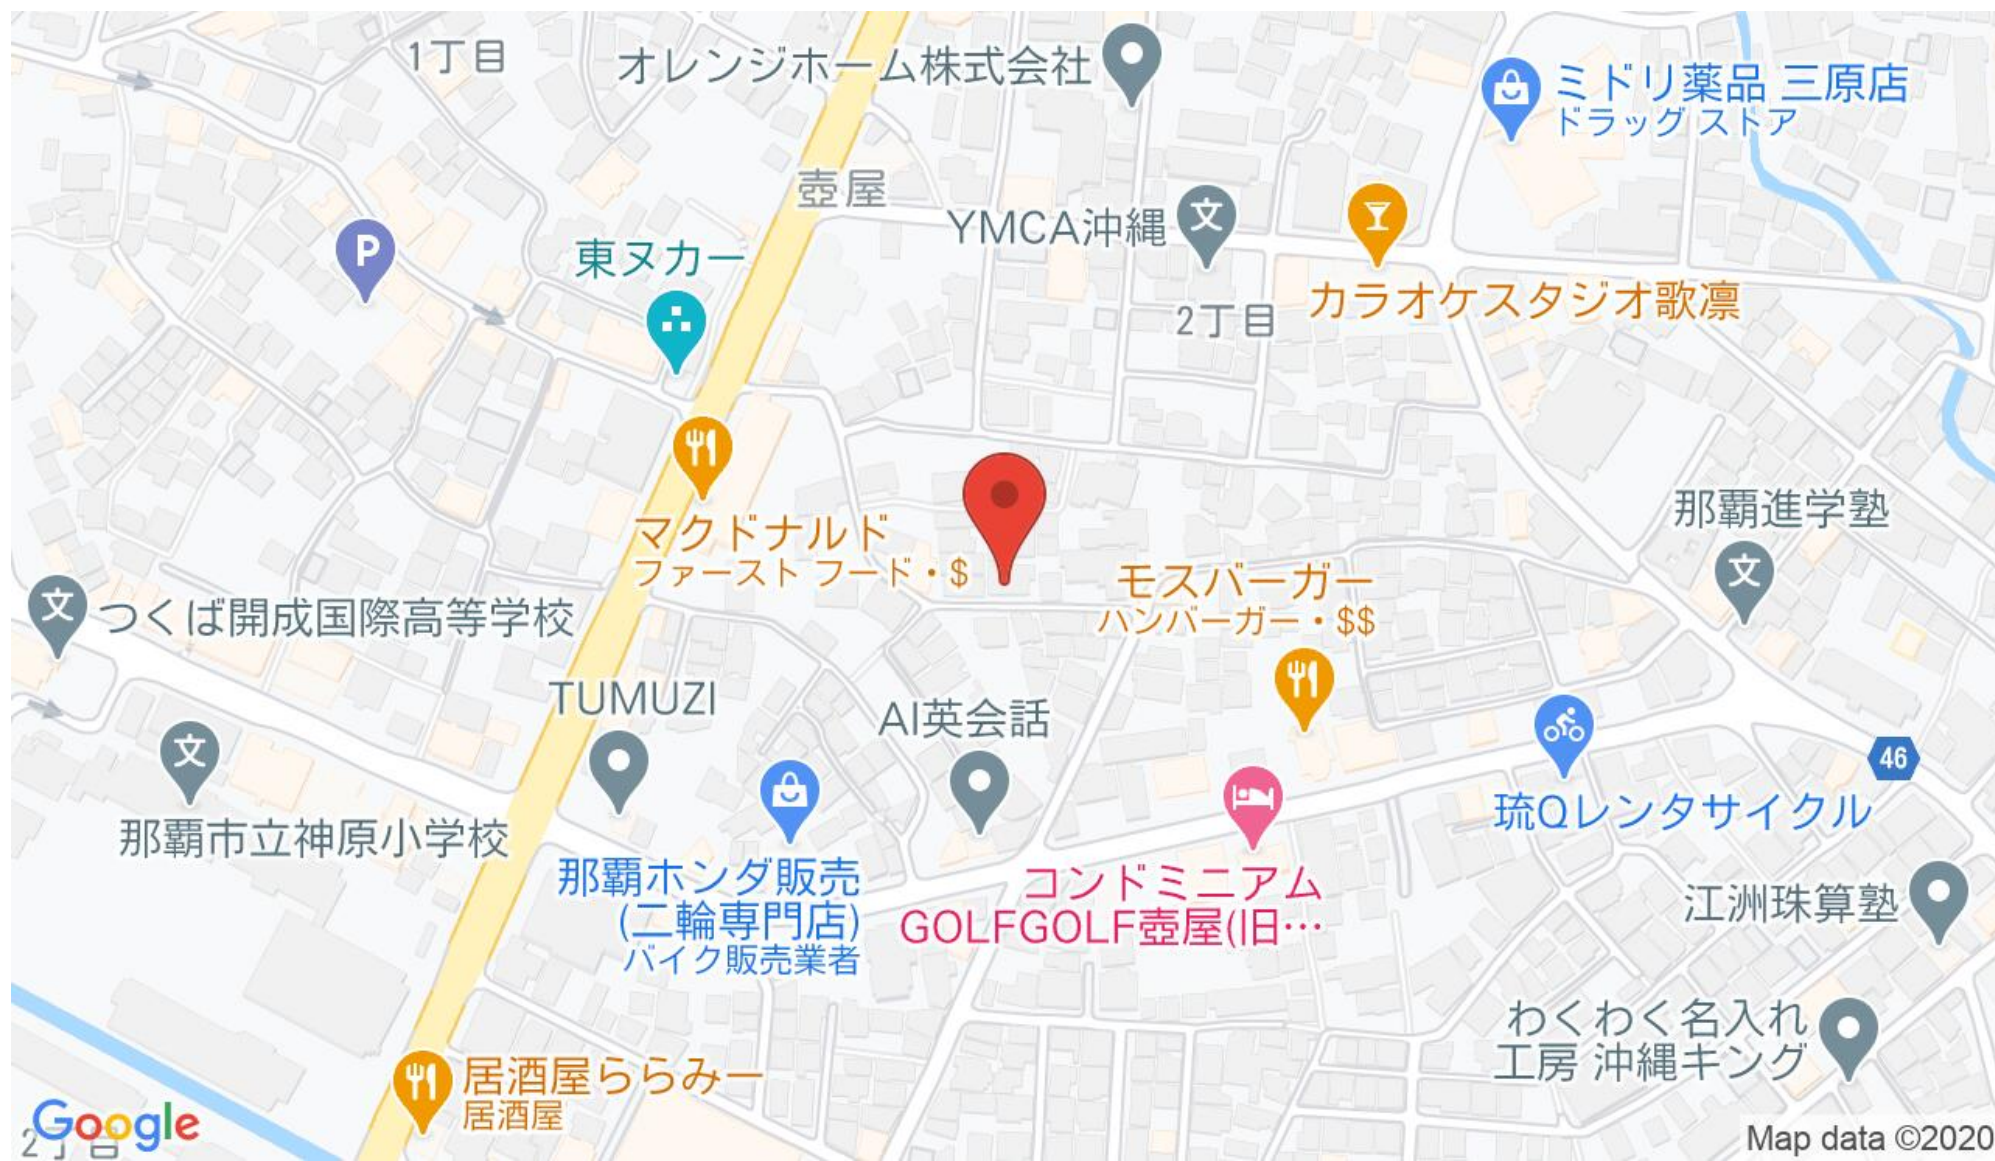 1丁目
オレンジホーム株式会社
ミドリ薬品 三原店
ドラッグ ストア
壺屋
P
YMCA沖縄
文
東ヌカー
カラオケスタジオ歌凛
2丁目
マクドナルド
ファースト フード・$
那覇進学塾
文
モスバーガー
ハンバーガー・$$
文
つくば開成国際高等学校
TUMUZI
AI英会話
文
那覇市立神原小学校
46
琉Qレンタサイクル
那覇ホンダ販売
(二輪専門店)
バイク販売業者
コンドミニアム
GOLFGOLF壺屋(旧…
江洲珠算塾
わくわく名入れ
工房 沖縄キング
居酒屋ららみー
居酒屋
Google
2丁目
Map data ©2020